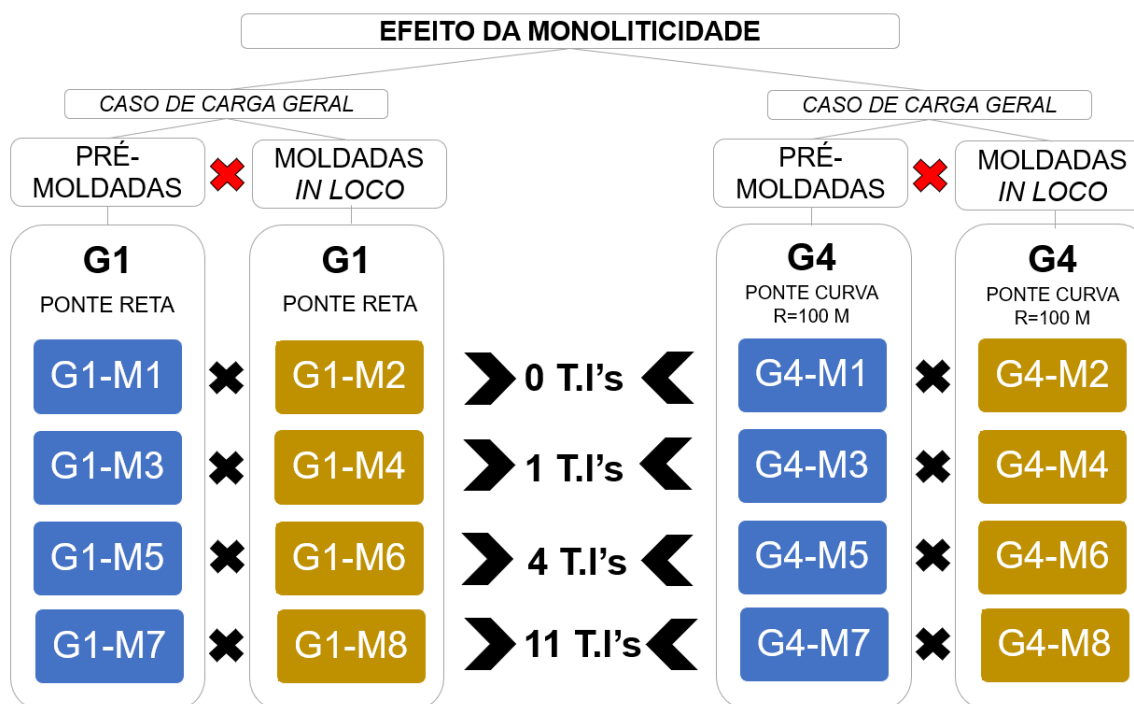 EFEITO DA MONOLITICIDADE
CASO DE CARGA GERAL
CASO DE CARGA GERAL
PRÉ-
MOLDADAS
MOLDADAS
IN LOCO
PRÉ-
MOLDADAS
MOLDADAS
IN LOCO
G1
PONTE RETA
G1
PONTE RETA
G4
PONTE CURVA
R=100 M
G4
PONTE CURVA
R=100 M
G1-M1
G1-M2
0 T.I's
G4-M1
G4-M2
G1-M3
G1-M4
1 T.I's
G4-M3
G4-M4
G1-M5
G1-M6
4 T.I's
G4-M5
G4-M6
G1-M7
G1-M8
11 T.I's
G4-M7
G4-M8